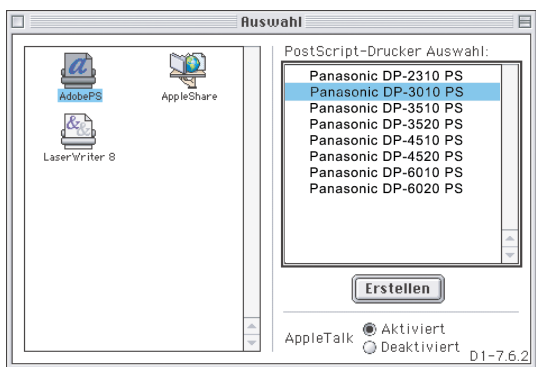 Auswahl
AdobePS
AppleShare
LaserWriter 8
PostScript-Drucker Auswahl:
Panasonic DP-2310 PS
Panasonic DP-3010 PS
Panasonic DP-3510 PS
Panasonic DP-3520 PS
Panasonic DP-4510 PS
Panasonic DP-4520 PS
Panasonic DP-6010 PS
Panasonic DP-6020 PS
Erstellen
AppleTalk
Aktiviert
Deaktiviert
D1-7.6.2